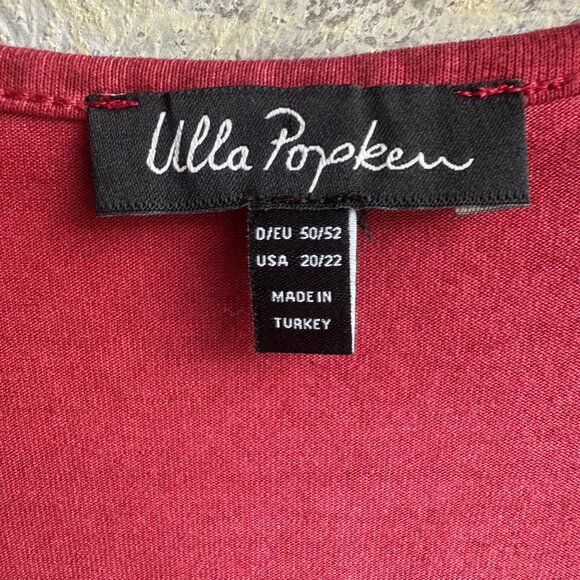 Ulla Popken
D/EU 50/52
USA 20/22
MADE IN
TURKEY